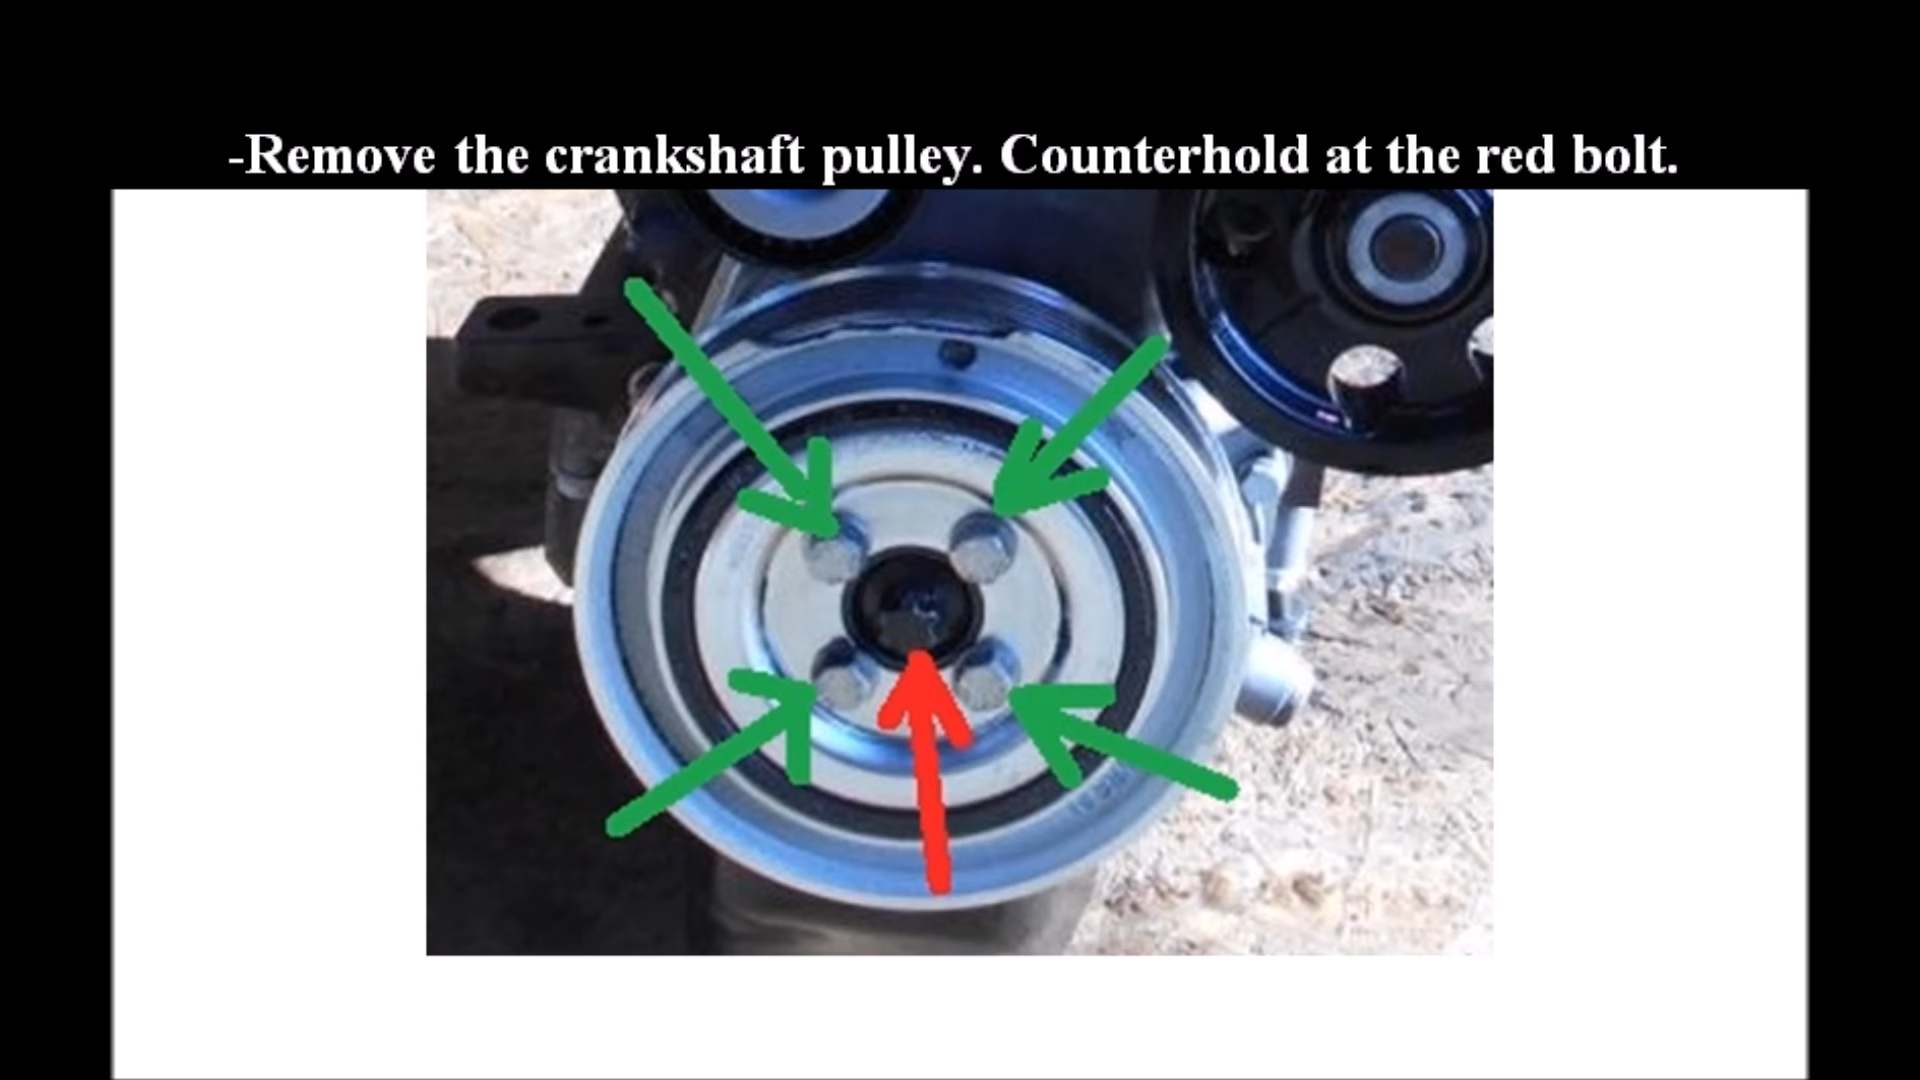 -Remove the crankshaft pulley. Counterhold at the red bolt.